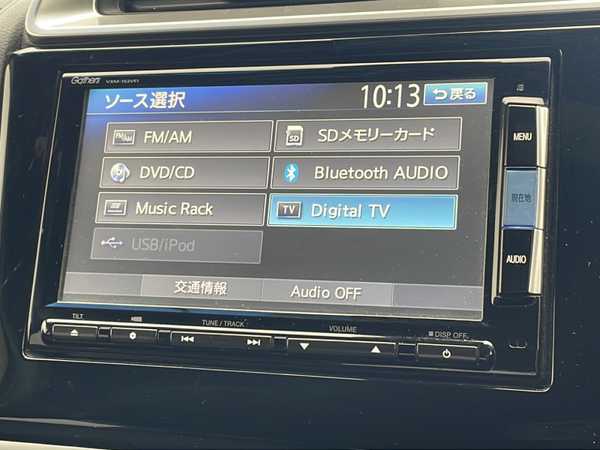 Gathers
ソース選択
10:13
戻る
FM/AM
SDメモリーカード
DVD/CD
Bluetooth AUDIO
Music Rack
TV
Digital TV
USB/iPod
交通情報
Audio OFF
MENU
現在地
AUDIO
TILT
TUNE / TRACK
VOLUME
DISP OFF